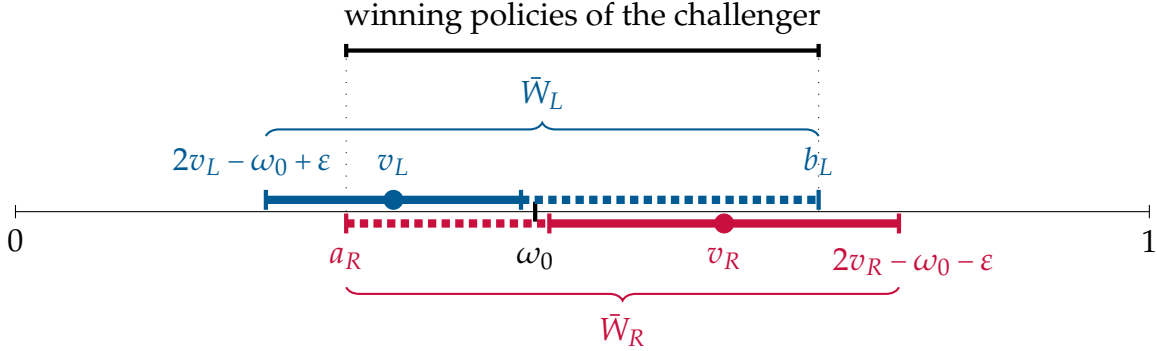 winning policies of the challenger
W̄_L
2v_L − ω_0 + ε v_L b_L
0 a_R ω_0 v_R 2v_R − ω_0 − ε 1
W̄_R